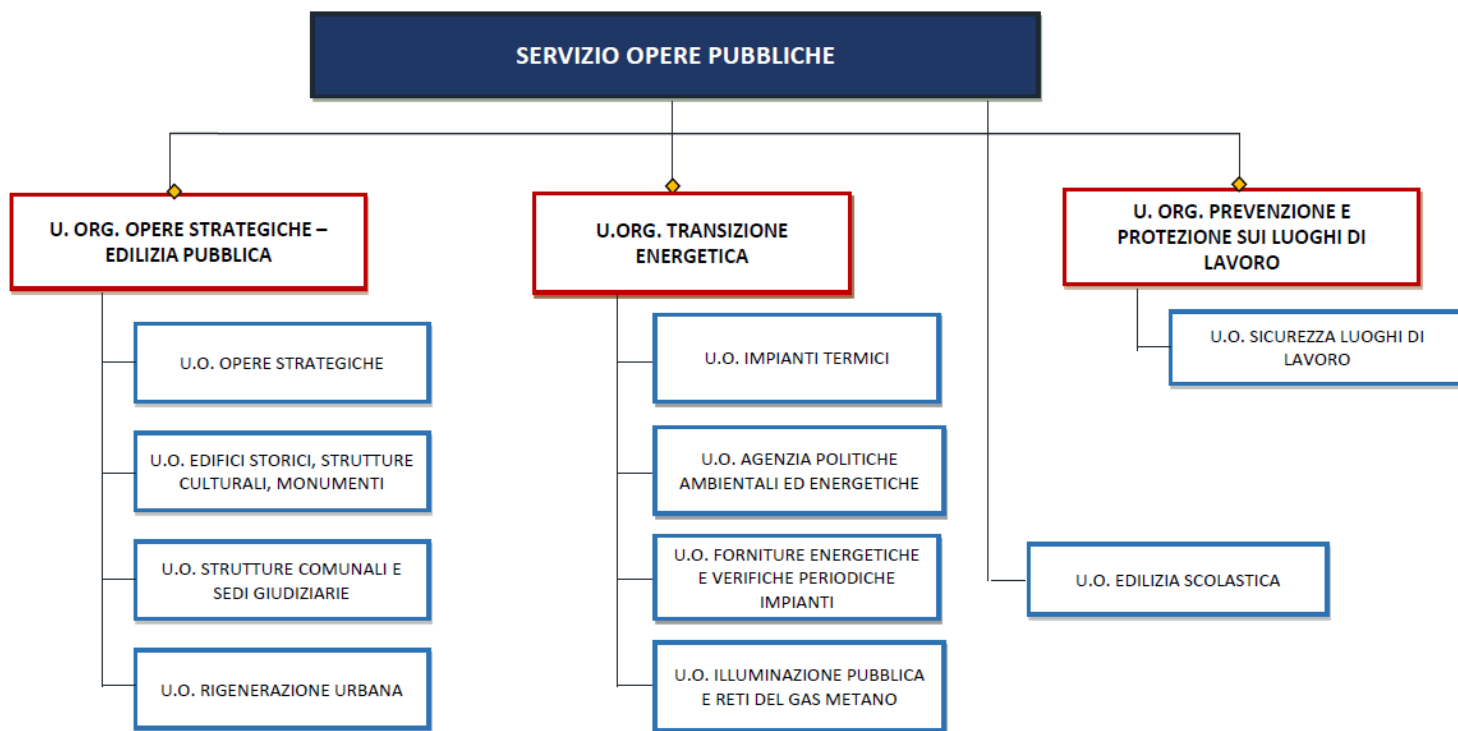 SERVIZIO OPERE PUBBLICHE
U. ORG. OPERE STRATEGICHE –
EDILIZIA PUBBLICA
U.O. OPERE STRATEGICHE
U.O. EDIFICI STORICI, STRUTTURE
CULTURALI, MONUMENTI
U.O. STRUTTURE COMUNALI E
SEDI GIUDIZIARIE
U.O. RIGENERAZIONE URBANA
U.ORG. TRANSIZIONE
ENERGETICA
U.O. IMPIANTI TERMICI
U.O. AGENZIA POLITICHE
AMBIENTALI ED ENERGETICHE
U.O. FORNITURE ENERGETICHE
E VERIFICHE PERIODICHE
IMPIANTI
U.O. ILLUMINAZIONE PUBBLICA
E RETI DEL GAS METANO
U. ORG. PREVENZIONE E
PROTEZIONE SUI LUOGHI DI
LAVORO
U.O. SICUREZZA LUOGHI DI
LAVORO
U.O. EDILIZIA SCOLASTICA